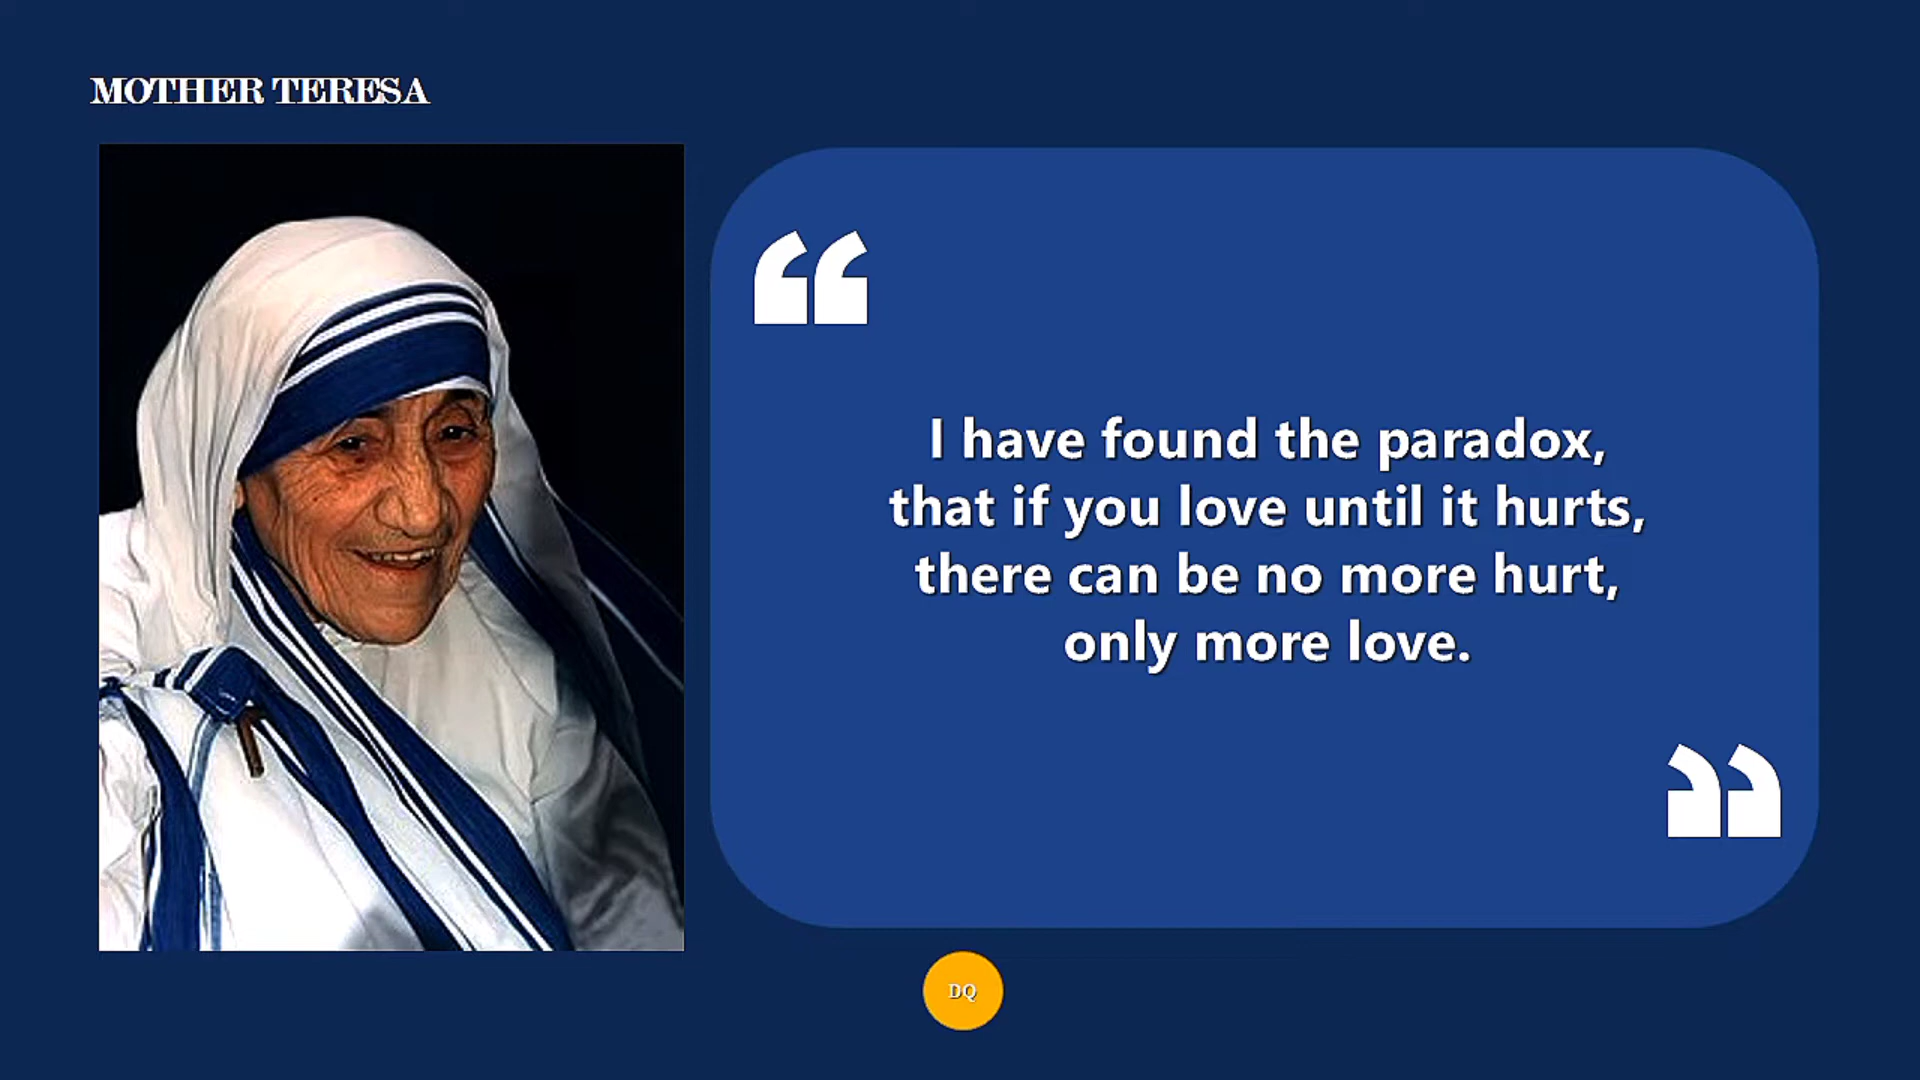 MOTHER TERESA
“
I have found the paradox,
that if you love until it hurts,
there can be no more hurt,
only more love.
”
DQ